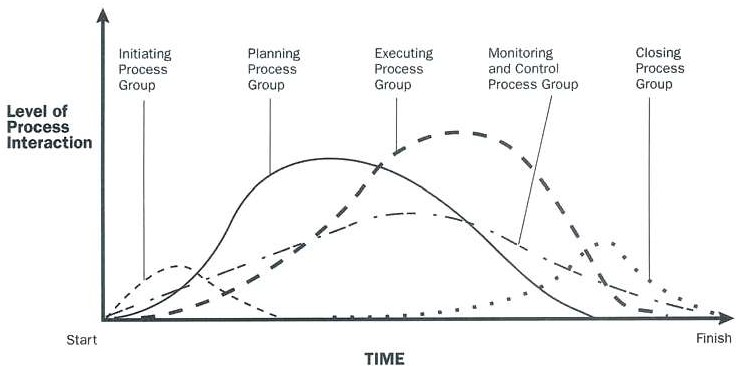 Initiating
Process
Group
Planning
Process
Group
Executing
Process
Group
Monitoring
and Control
Process Group
Closing
Process
Group
Level of
Process
Interaction
Start
Finish
TIME